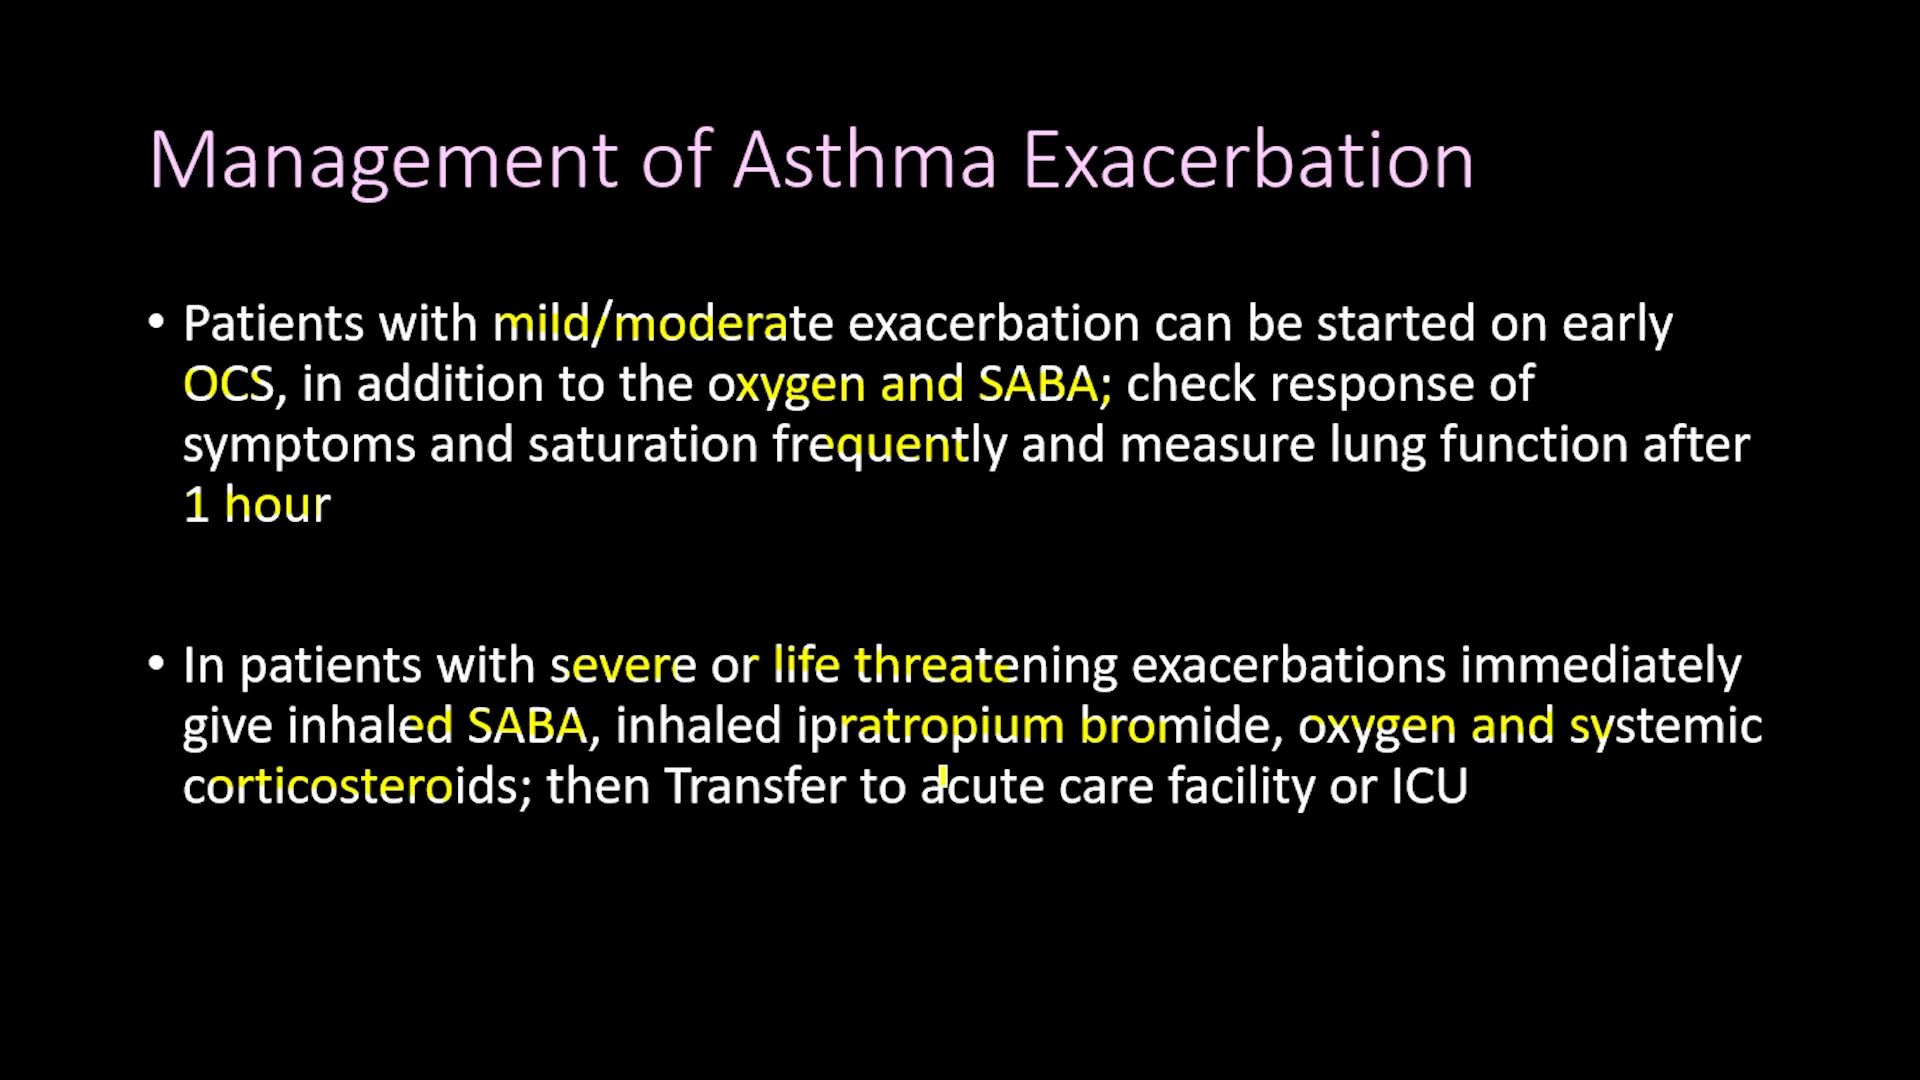 Management of Asthma Exacerbation
• Patients with mild/moderate exacerbation can be started on early
OCS, in addition to the oxygen and SABA; check response of
symptoms and saturation frequently and measure lung function after
1 hour
• In patients with severe or life threatening exacerbations immediately
give inhaled SABA, inhaled ipratropium bromide, oxygen and systemic
corticosteroids; then Transfer to acute care facility or ICU